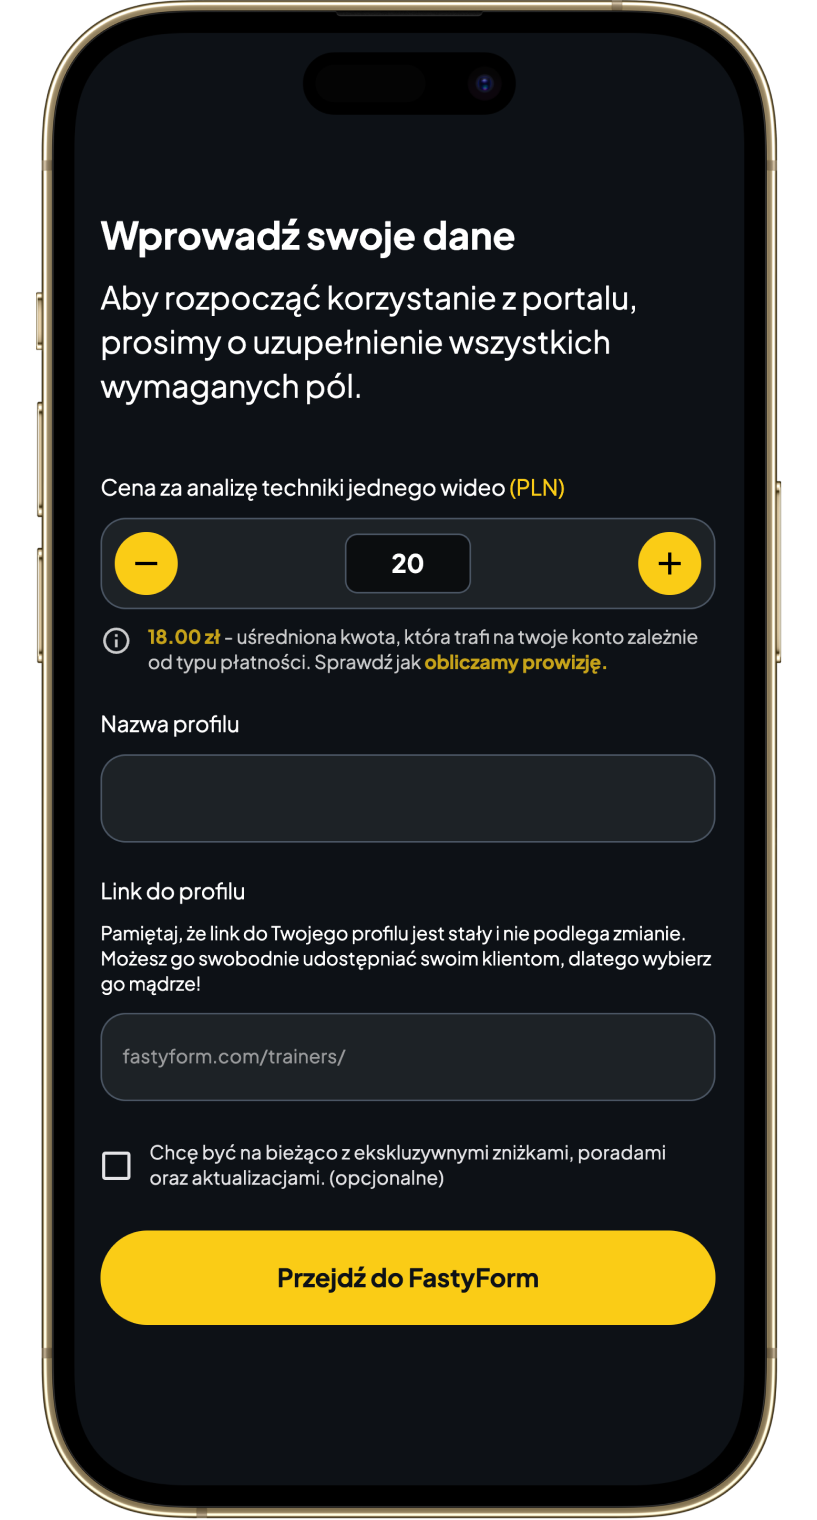 Wprowadź swoje dane
Aby rozpocząć korzystanie z portalu,
prosimy o uzupełnienie wszystkich
wymaganych pól.
Cena za analizę techniki jednego wideo (PLN)
20
18.00 zł - uśredniona kwota, która trafi na twoje konto zależnie
od typu płatności. Sprawdź jak obliczamy prowizję.
Nazwa profilu
Link do profilu
Pamiętaj, że link do Twojego profilu jest stały i nie podlega zmianie.
Możesz go swobodnie udostępniać swoim klientom, dlatego wybierz
go mądrze!
fastyform.com/trainers/
Chcę być na bieżąco z ekskluzywnymi zniżkami, poradami
oraz aktualizacjami. (opcjonalne)
Przejdź do FastyForm